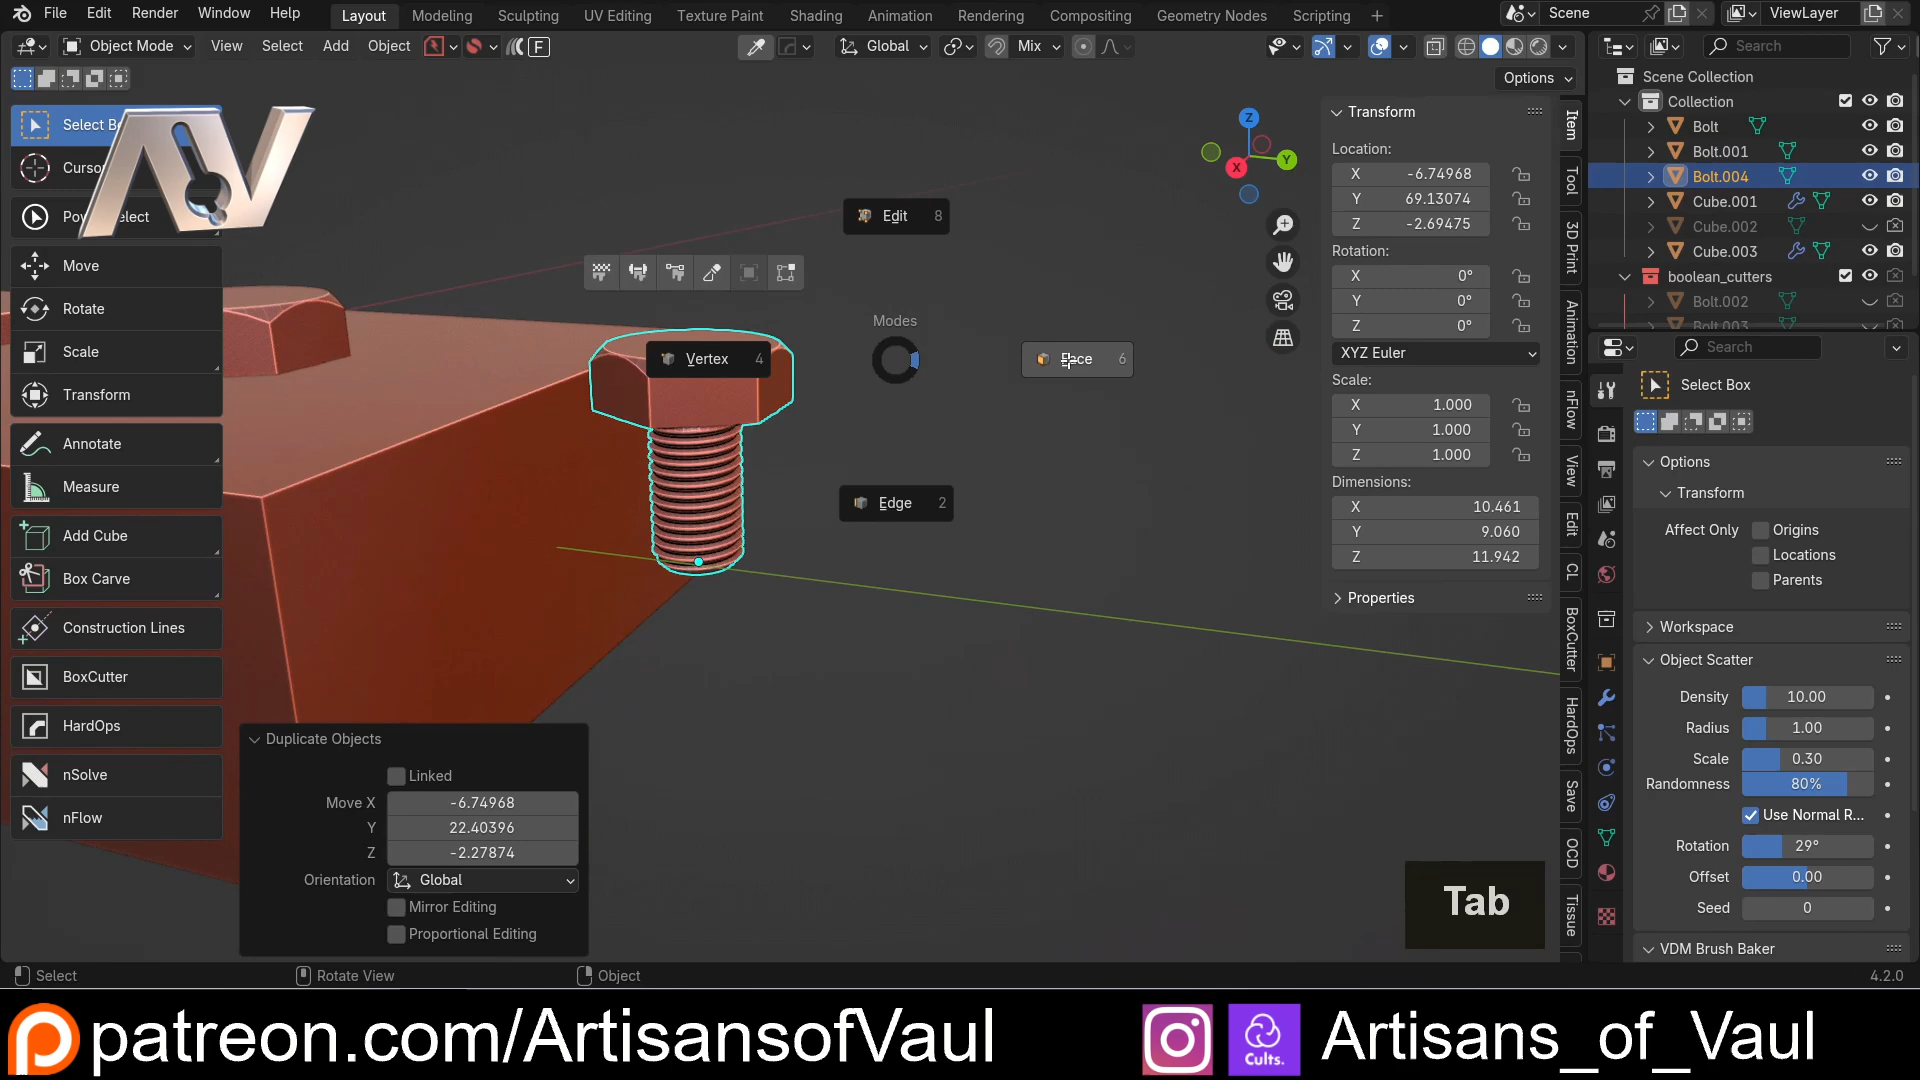 File Edit Render Window Help Layout Modeling Sculpting UV Editing Texture Paint Shading Animation Rendering Compositing Geometry Nodes Scripting + Scene ViewLayer
Object Mode View Select Add Object F Global Mix Search
Options
Select B
Curso
Po elect
Move
Rotate
Scale
Transform
Annotate
Measure
Add Cube
Box Carve
Construction Lines
BoxCutter
HardOps
nSolve
nFlow
AV
Edit 8
Modes
Vertex 4
Face 6
Edge 2
Z
Y
X
Duplicate Objects
Linked
Move X -6.74968
Y 22.40396
Z -2.27874
Orientation Global
Mirror Editing
Proportional Editing
Tab
Transform
Location:
X -6.74968
Y 69.13074
Z -2.69475
Rotation:
X 0°
Y 0°
Z 0°
XYZ Euler
Scale:
X 1.000
Y 1.000
Z 1.000
Dimensions:
X 10.461
Y 9.060
Z 11.942
Properties
Item
Tool
3D Print
Animation
nFlow
View
Edit
CL
BoxCutter
HardOps
Save
OCD
Tissue
Scene Collection
Collection
Bolt
Bolt.001
Bolt.004
Cube.001
Cube.002
Cube.003
boolean_cutters
Bolt.002
Bolt.003
Search
Select Box
Options
Transform
Affect Only Origins
Locations
Parents
Workspace
Object Scatter
Density 10.00
Radius 1.00
Scale 0.30
Randomness 80%
Use Normal R...
Rotation 29°
Offset 0.00
Seed 0
VDM Brush Baker
Select Rotate View Object 4.2.0
patreon.com/ArtisansofVaul
Cults.
Artisans_of_Vaul